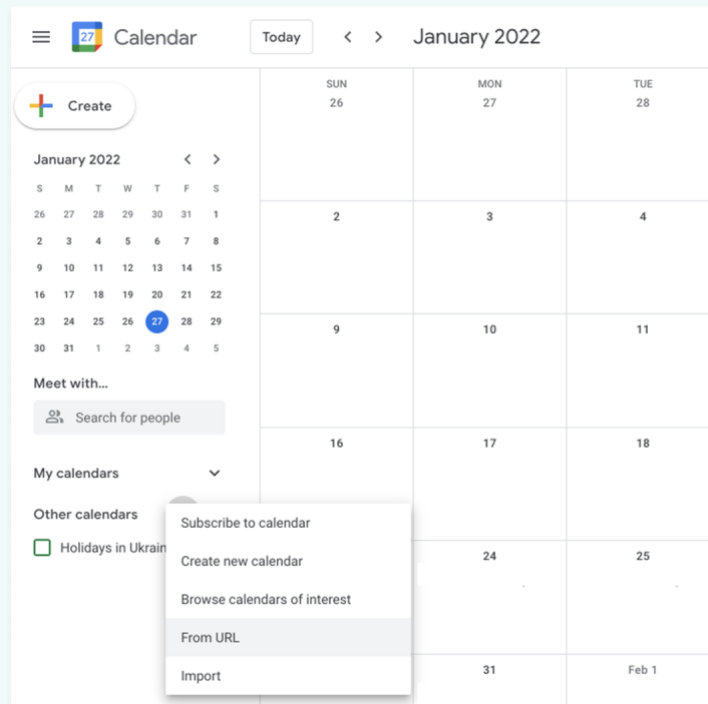 27 Calendar Today January 2022
Create
January 2022
S M T W T F S
26 27 28 29 30 31 1
2 3 4 5 6 7 8
9 10 11 12 13 14 15
16 17 18 19 20 21 22
23 24 25 26 27 28 29
30 31 1 2 3 4 5
Meet with...
Search for people
My calendars
Other calendars
Holidays in Ukrain
Subscribe to calendar
Create new calendar
Browse calendars of interest
From URL
Import
SUN MON TUE
26 27 28
2 3 4
9 10 11
16 17 18
24 25
31 Feb 1